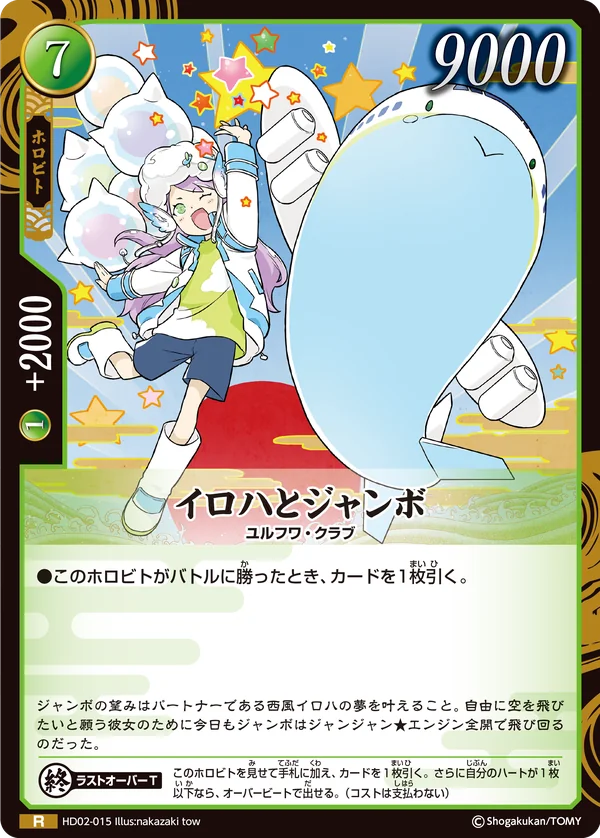 7
9000
ホロビト
+2000
1
イロハとジャンボ
ユルフワ・クラブ
●このホロビトがバトルに勝ったとき、カードを1枚引く。
ジャンボの望みはパートナーである西風イロハの夢を叶えること。自由に空を飛び
たいと願う彼女のために今日もジャンボはジャンジャン★エンジン全開で飛び回る
のだった。
終 ラストオーバーT
このホロビトを見せて手札に加え、カードを1枚引く。さらに自分のハートが1枚
以下なら、オーバービートで出せる。(コストは支払わない)
R HD02-015 Illus:nakazaki tow
©Shogakukan/TOMY